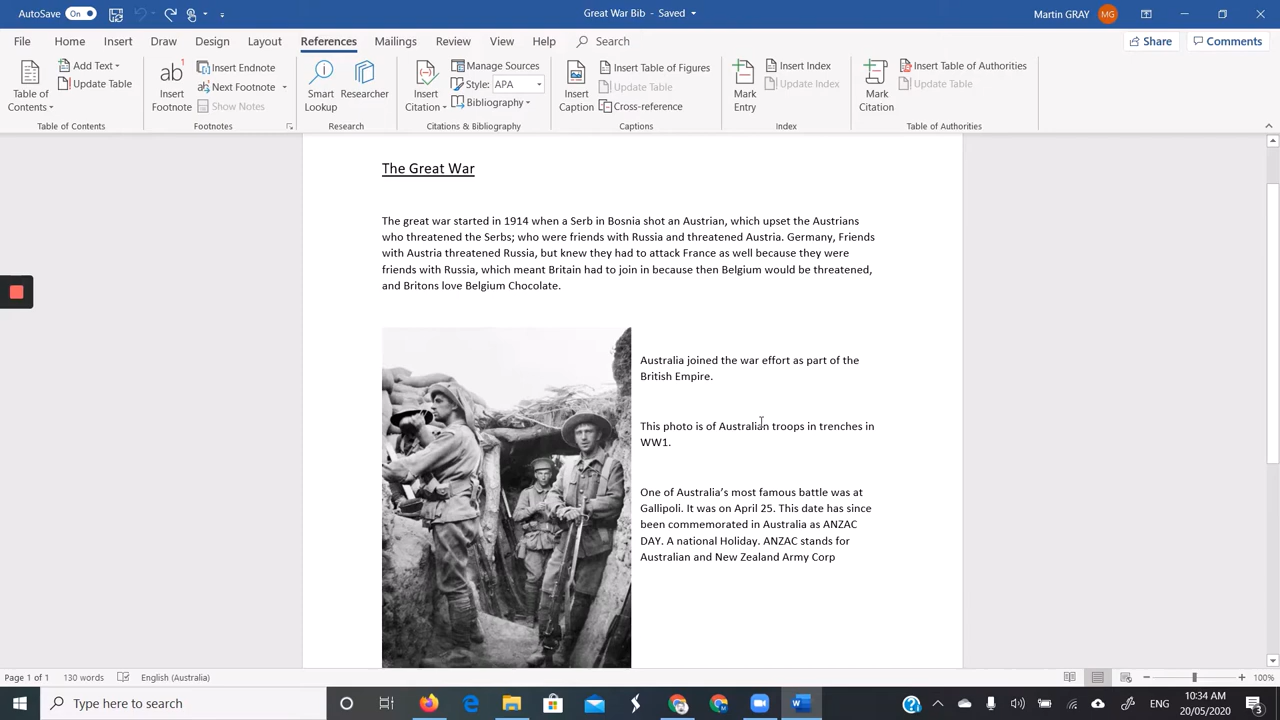 AutoSave On
Martin GRAY MG
File Home Insert Draw Design Layout References Mailings Review View Help Search Share Comments
Table of Contents
Add Text
Update Table
Table of Contents
ab1
Insert Footnote
Insert Endnote
Next Footnote
Show Notes
Footnotes
Smart Lookup
Researcher
Research
Insert Citation
Manage Sources
Style: APA
Bibliography
Citations & Bibliography
Insert Caption
Insert Table of Figures
Update Table
Cross-reference
Captions
Mark Entry
Insert Index
Update Index
Index
Mark Citation
Insert Table of Authorities
Update Table
Table of Authorities
The Great War
The great war started in 1914 when a Serb in Bosnia shot an Austrian, which upset the Austrians
who threatened the Serbs; who were friends with Russia and threatened Austria. Germany, Friends
with Austria threatened Russia, but knew they had to attack France as well because they were
friends with Russia, which meant Britain had to join in because then Belgium would be threatened,
and Britons love Belgium Chocolate.
Australia joined the war effort as part of the
British Empire.
This photo is of Australian troops in trenches in
WW1.
One of Australia's most famous battle was at
Gallipoli. It was on April 25. This date has since
been commemorated in Australia as ANZAC
DAY. A national Holiday. ANZAC stands for
Australian and New Zealand Army Corp
Page 1 of 1 130 words English (Australia) 100%
Type here to search
ENG
10:34 AM
20/05/2020
3